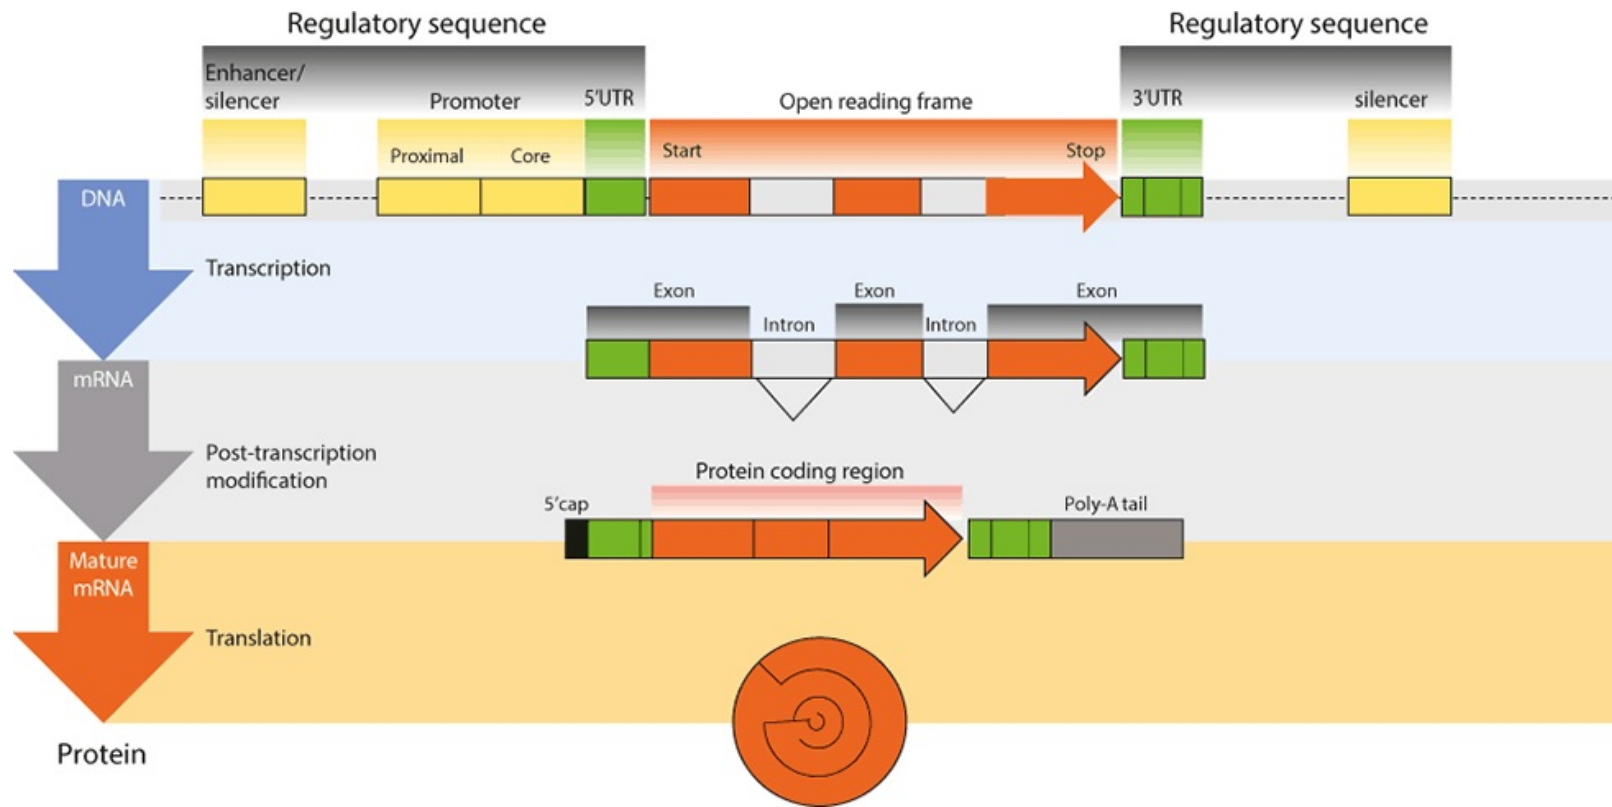 Regulatory sequence
Regulatory sequence
Enhancer/
silencer
Promoter
5'UTR
Open reading frame
3'UTR
silencer
Proximal
Core
Start
Stop
DNA
Transcription
Exon
Exon
Exon
Intron
Intron
mRNA
Post-transcription
modification
Protein coding region
5'cap
Poly-A tail
Mature
mRNA
Translation
Protein